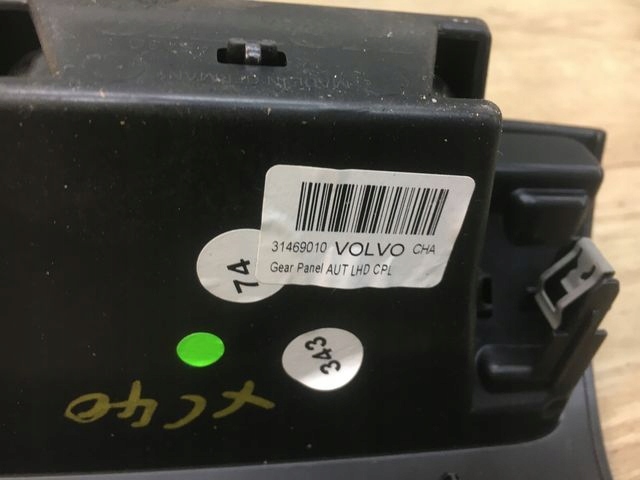 31469010 VOLVO CHA
Gear Panel AUT LHD CPL
74
343
XC40